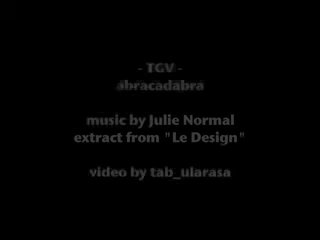 - TGV -
abracadabra
music by Julie Normal
extract from "Le Design"
video by tab_ularasa